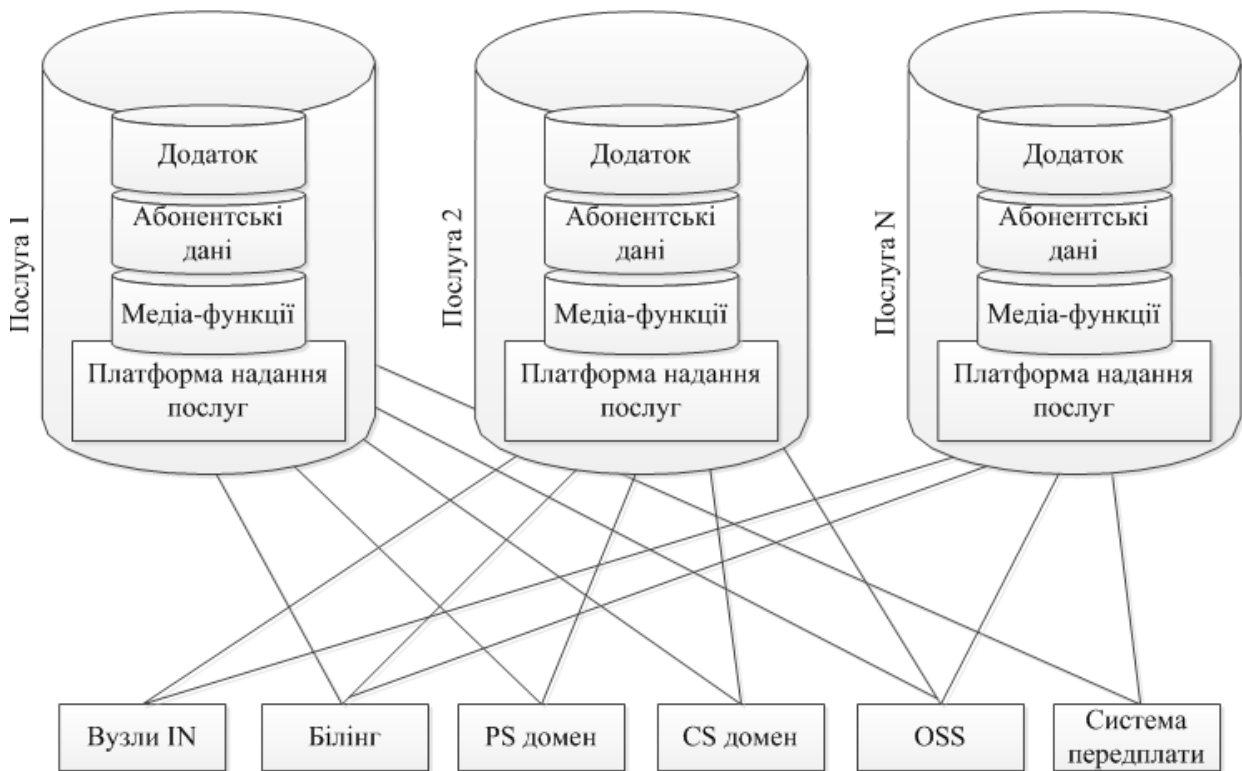 Послуга 1
Додаток
Абонентські
дані
Медіа-функції
Платформа надання
послуг
Послуга 2
Додаток
Абонентські
дані
Медіа-функції
Платформа надання
послуг
Послуга N
Додаток
Абонентські
дані
Медіа-функції
Платформа надання
послуг
Вузли IN
Білінг
PS домен
CS домен
OSS
Система
передплати